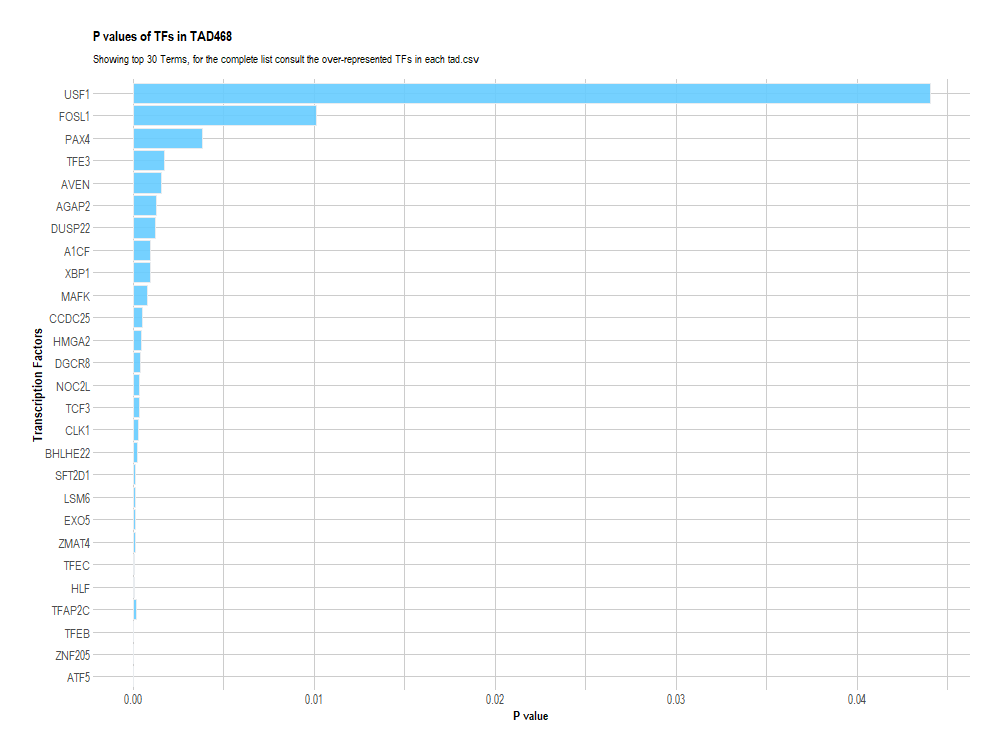 P values of TFs in TAD468
Showing top 30 Terms, for the complete list consult the over-represented TFs in each tad.csv
Transcription Factors
USF1
FOSL1
PAX4
TFE3
AVEN
AGAP2
DUSP22
A1CF
XBP1
MAFK
CCDC25
HMGA2
DGCR8
NOC2L
TCF3
CLK1
BHLHE22
SFT2D1
LSM6
EXO5
ZMAT4
TFEC
HLF
TFAP2C
TFEB
ZNF205
ATF5
0.00 0.01 0.02 0.03 0.04
P value